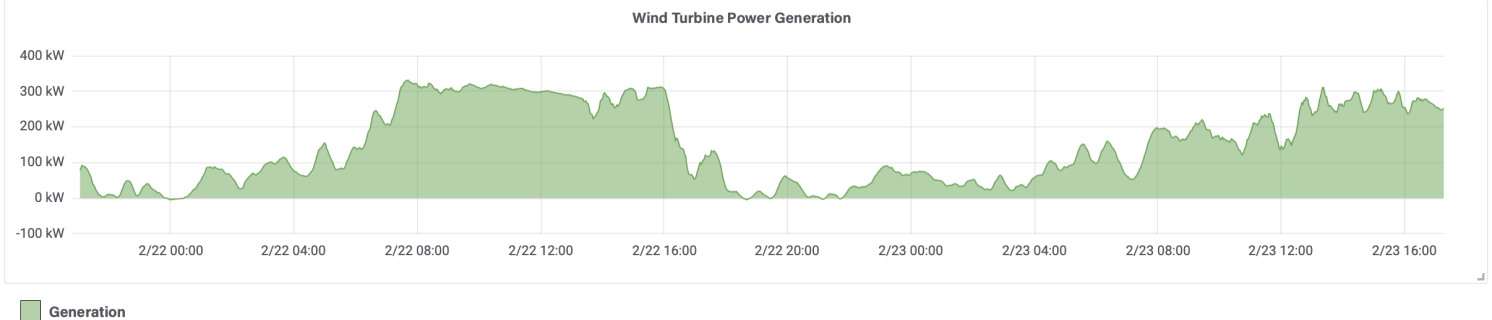 Wind Turbine Power Generation
400 kW
300 kW
200 kW
100 kW
0 kW
-100 kW
2/22 00:00 2/22 04:00 2/22 08:00 2/22 12:00 2/22 16:00 2/22 20:00 2/23 00:00 2/23 04:00 2/23 08:00 2/23 12:00 2/23 16:00
Generation